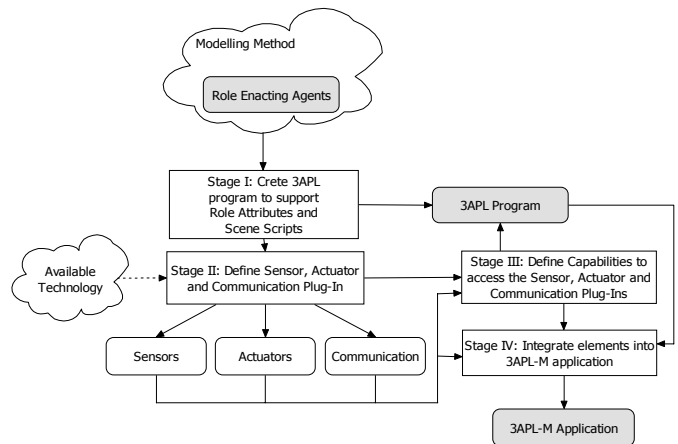 Modelling Method
Role Enacting Agents
Stage I: Crete 3APL
program to support
Role Attributes and
Scene Scripts
3APL Program
Available
Technology
Stage II: Define Sensor, Actuator
and Communication Plug-In
Stage III: Define Capabilities to
access the Sensor, Actuator and
Communication Plug-Ins
Sensors
Actuators
Communication
Stage IV: Integrate elements into
3APL-M application
3APL-M Application